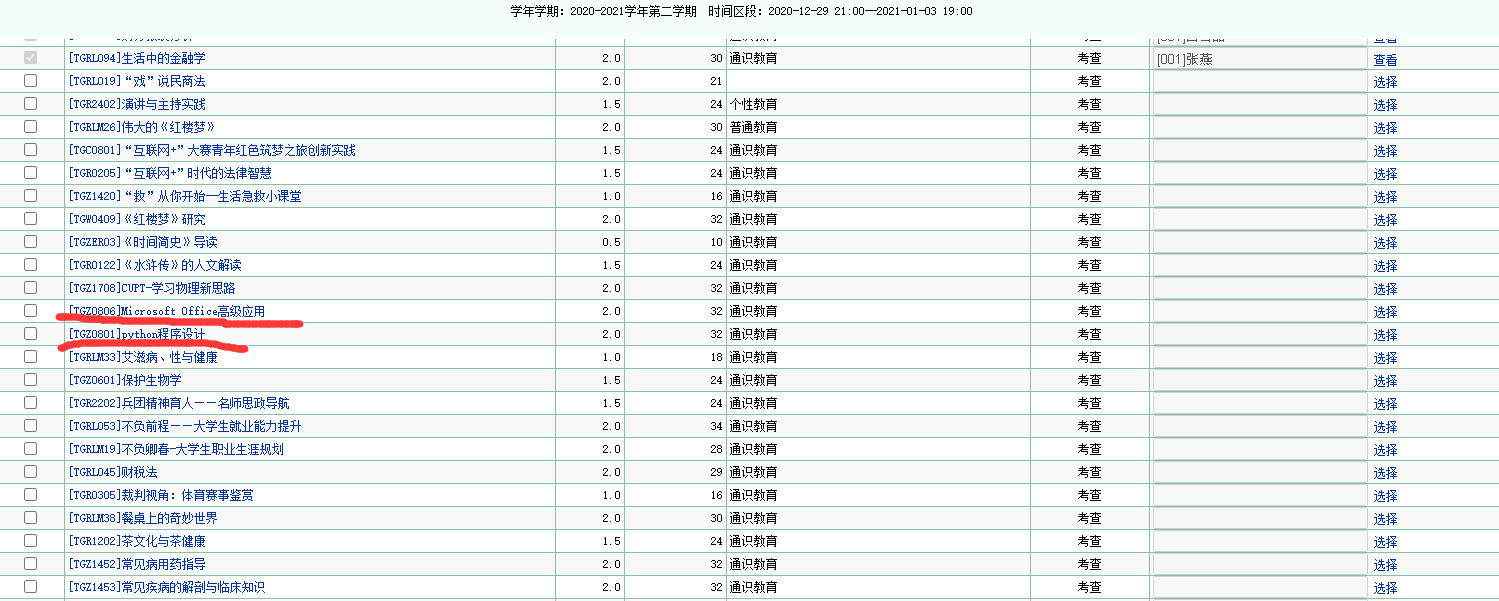 学年学期: 2020-2021学年第二学期 时间区段: 2020-12-29 21:00--2021-01-03 19:00
[TGRL094]生活中的金融学 2.0 30 通识教育 考查 [001]张燕 查看
[TGRL019]“戏”说民商法 2.0 21 考查 选择
[TGR2402]演讲与主持实践 1.5 24 个性教育 考查 选择
[TGRLM26]伟大的《红楼梦》 2.0 30 普通教育 考查 选择
[TGC0801]“互联网+”大赛青年红色筑梦之旅创新实践 1.5 24 通识教育 考查 选择
[TGR0205]“互联网+”时代的法律智慧 1.5 24 通识教育 考查 选择
[TGZ1420]“救”从你开始—生活急救小课堂 1.0 16 通识教育 考查 选择
[TGW0409]《红楼梦》研究 2.0 32 通识教育 考查 选择
[TGZER03]《时间简史》导读 0.5 10 通识教育 考查 选择
[TGR0122]《水浒传》的人文解读 1.5 24 通识教育 考查 选择
[TGZ1708]CUPT-学习物理新思路 2.0 32 通识教育 考查 选择
[TGZ0806]Microsoft Office高级应用 2.0 32 通识教育 考查 选择
[TGZ0801]python程序设计 2.0 32 通识教育 考查 选择
[TGRLM33]艾滋病、性与健康 1.0 18 通识教育 考查 选择
[TGZ0601]保护生物学 1.5 24 通识教育 考查 选择
[TGR2202]兵团精神育人——名师思政导航 1.5 24 通识教育 考查 选择
[TGRL053]不负前程——大学生就业能力提升 2.0 34 通识教育 考查 选择
[TGRLM19]不负卿春-大学生职业生涯规划 2.0 28 通识教育 考查 选择
[TGRL045]财税法 2.0 29 通识教育 考查 选择
[TGR0305]裁判视角: 体育赛事鉴赏 1.0 16 通识教育 考查 选择
[TGRLM38]餐桌上的奇妙世界 2.0 30 通识教育 考查 选择
[TGR1202]茶文化与茶健康 1.5 24 通识教育 考查 选择
[TGZ1452]常见病用药指导 2.0 32 通识教育 考查 选择
[TGZ1453]常见疾病的解剖与临床知识 2.0 32 通识教育 考查 选择